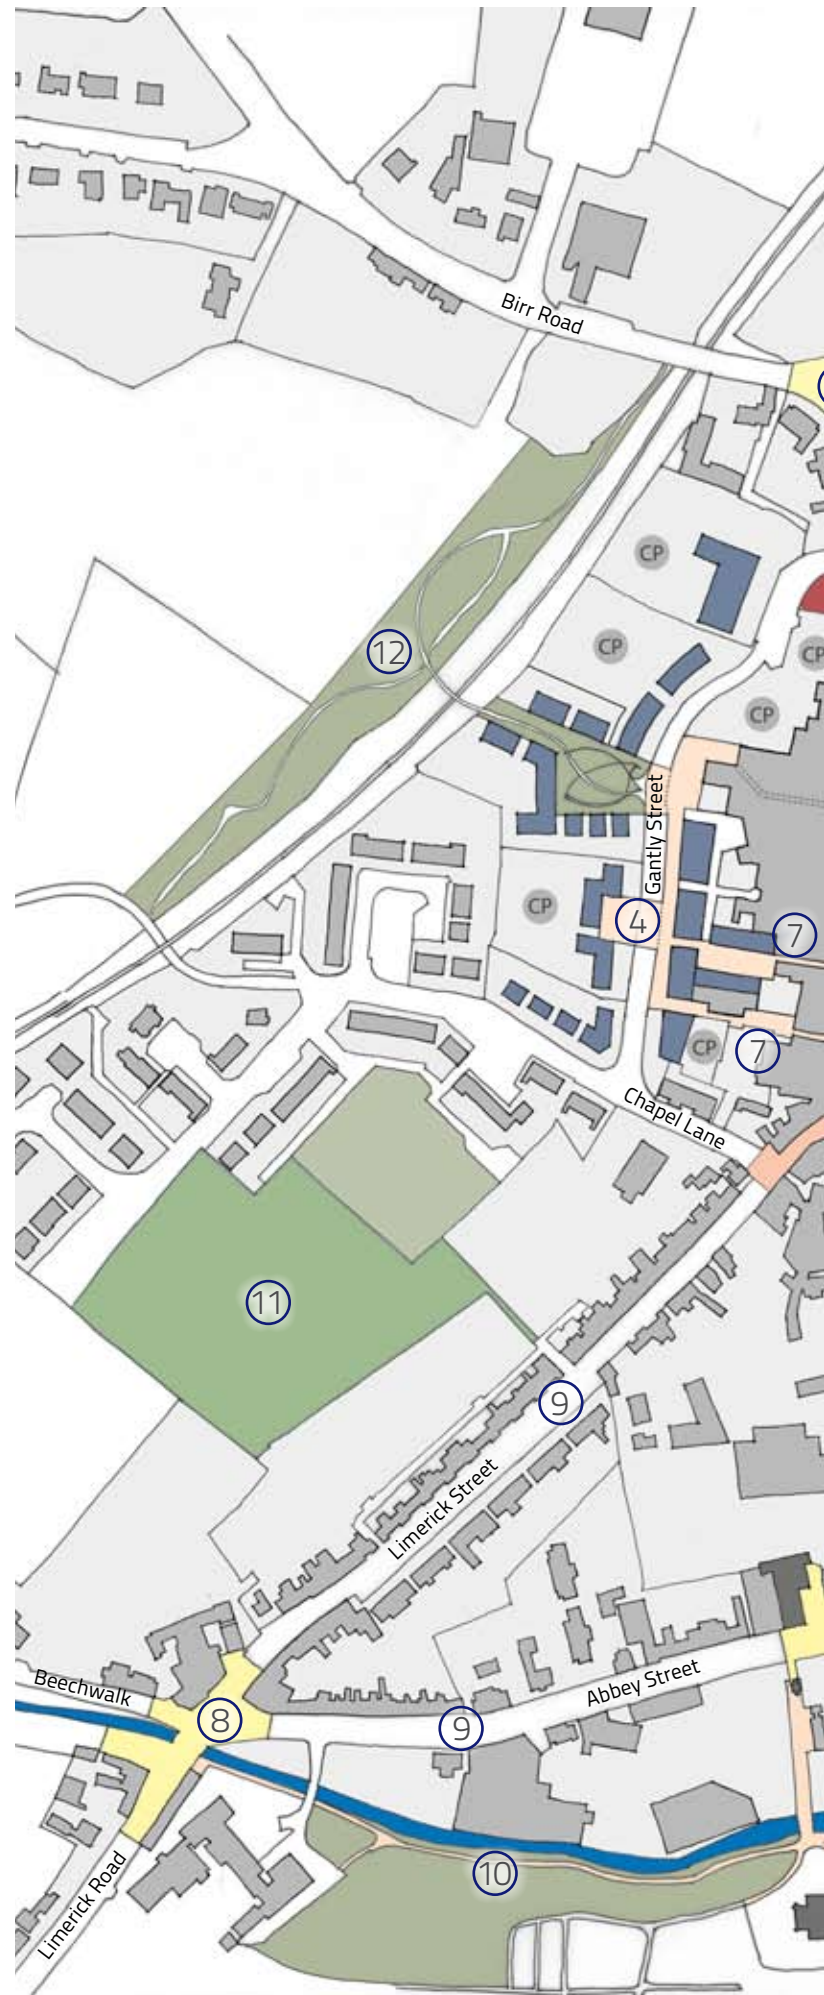 Birr Road
CP
12
CP
CP
CP
Gantly Street
CP
4
7
CP
7
Chapel Lane
11
9
Limerick Street
Beechwalk
Abbey Street
8
9
10
Limerick Road